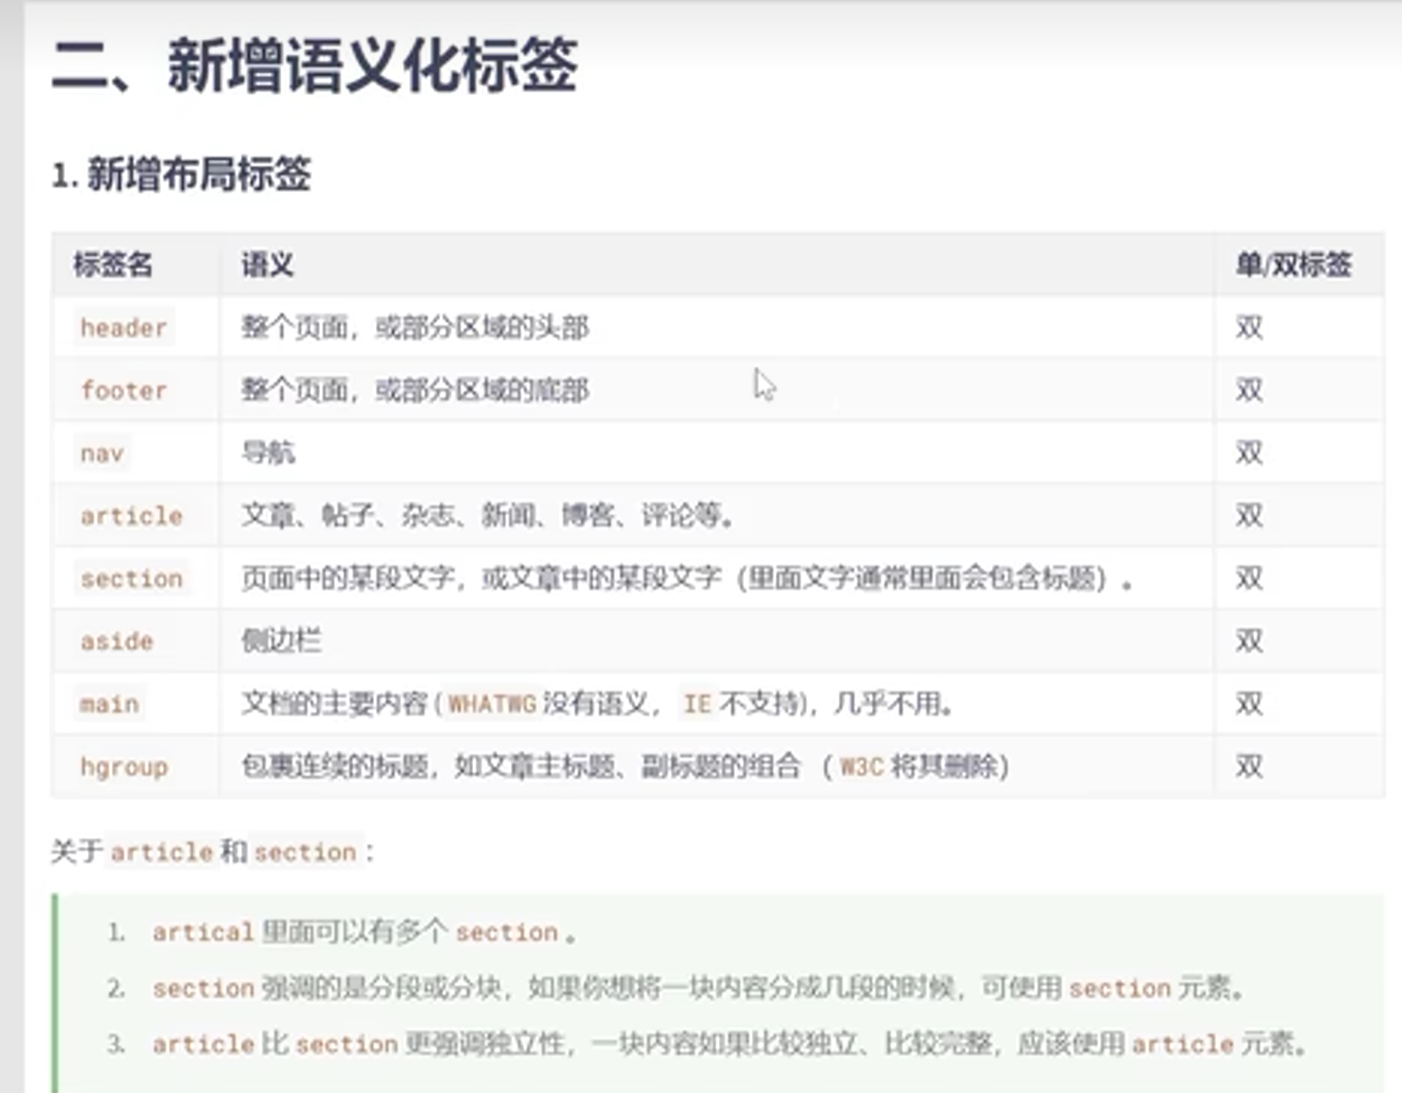 二、新增语义化标签
1. 新增布局标签
标签名 语义 单/双标签
header 整个页面，或部分区域的头部 双
footer 整个页面，或部分区域的底部 双
nav 导航 双
article 文章、帖子、杂志、新闻、博客、评论等。 双
section 页面中的某段文字，或文章中的某段文字（里面文字通常里面会包含标题）。 双
aside 侧边栏 双
main 文档的主要内容 ( WHATWG 没有语义， IE 不支持)，几乎不用。 双
hgroup 包裹连续的标题，如文章主标题、副标题的组合 （ W3C 将其删除） 双
关于 article 和 section ：
1. artical 里面可以有多个 section 。
2. section 强调的是分段或分块，如果你想将一块内容分成几段的时候，可使用 section 元素。
3. article 比 section 更强调独立性，一块内容如果比较独立、比较完整，应该使用 article 元素。